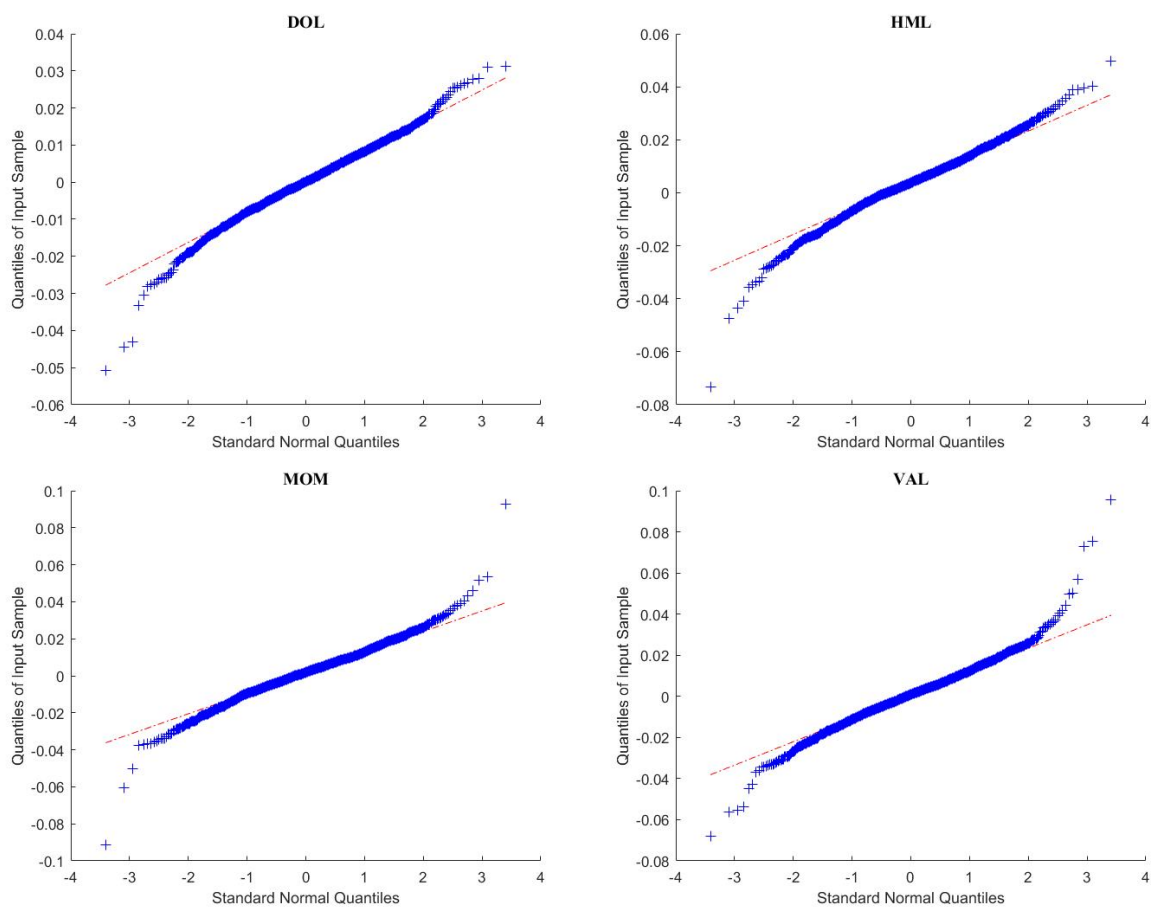 DOL
0.04
0.03
0.02
0.01
0
-0.01
-0.02
-0.03
-0.04
-0.05
-0.06
Quantiles of Input Sample
-4 -3 -2 -1 0 1 2 3 4
Standard Normal Quantiles
HML
0.06
0.04
0.02
0
-0.02
-0.04
-0.06
-0.08
Quantiles of Input Sample
-4 -3 -2 -1 0 1 2 3 4
Standard Normal Quantiles
MOM
0.1
0.08
0.06
0.04
0.02
0
-0.02
-0.04
-0.06
-0.08
-0.1
Quantiles of Input Sample
-4 -3 -2 -1 0 1 2 3 4
Standard Normal Quantiles
VAL
0.1
0.08
0.06
0.04
0.02
0
-0.02
-0.04
-0.06
-0.08
Quantiles of Input Sample
-4 -3 -2 -1 0 1 2 3 4
Standard Normal Quantiles